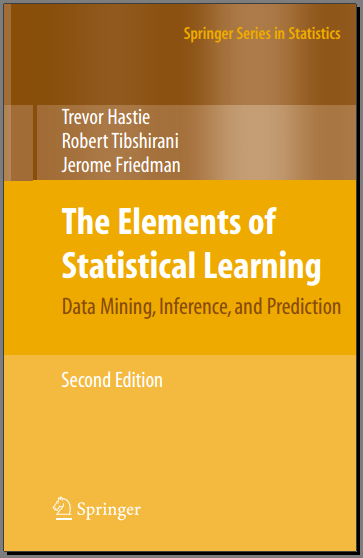 Springer Series in Statistics
Trevor Hastie
Robert Tibshirani
Jerome Friedman
The Elements of
Statistical Learning
Data Mining, Inference, and Prediction
Second Edition
Springer